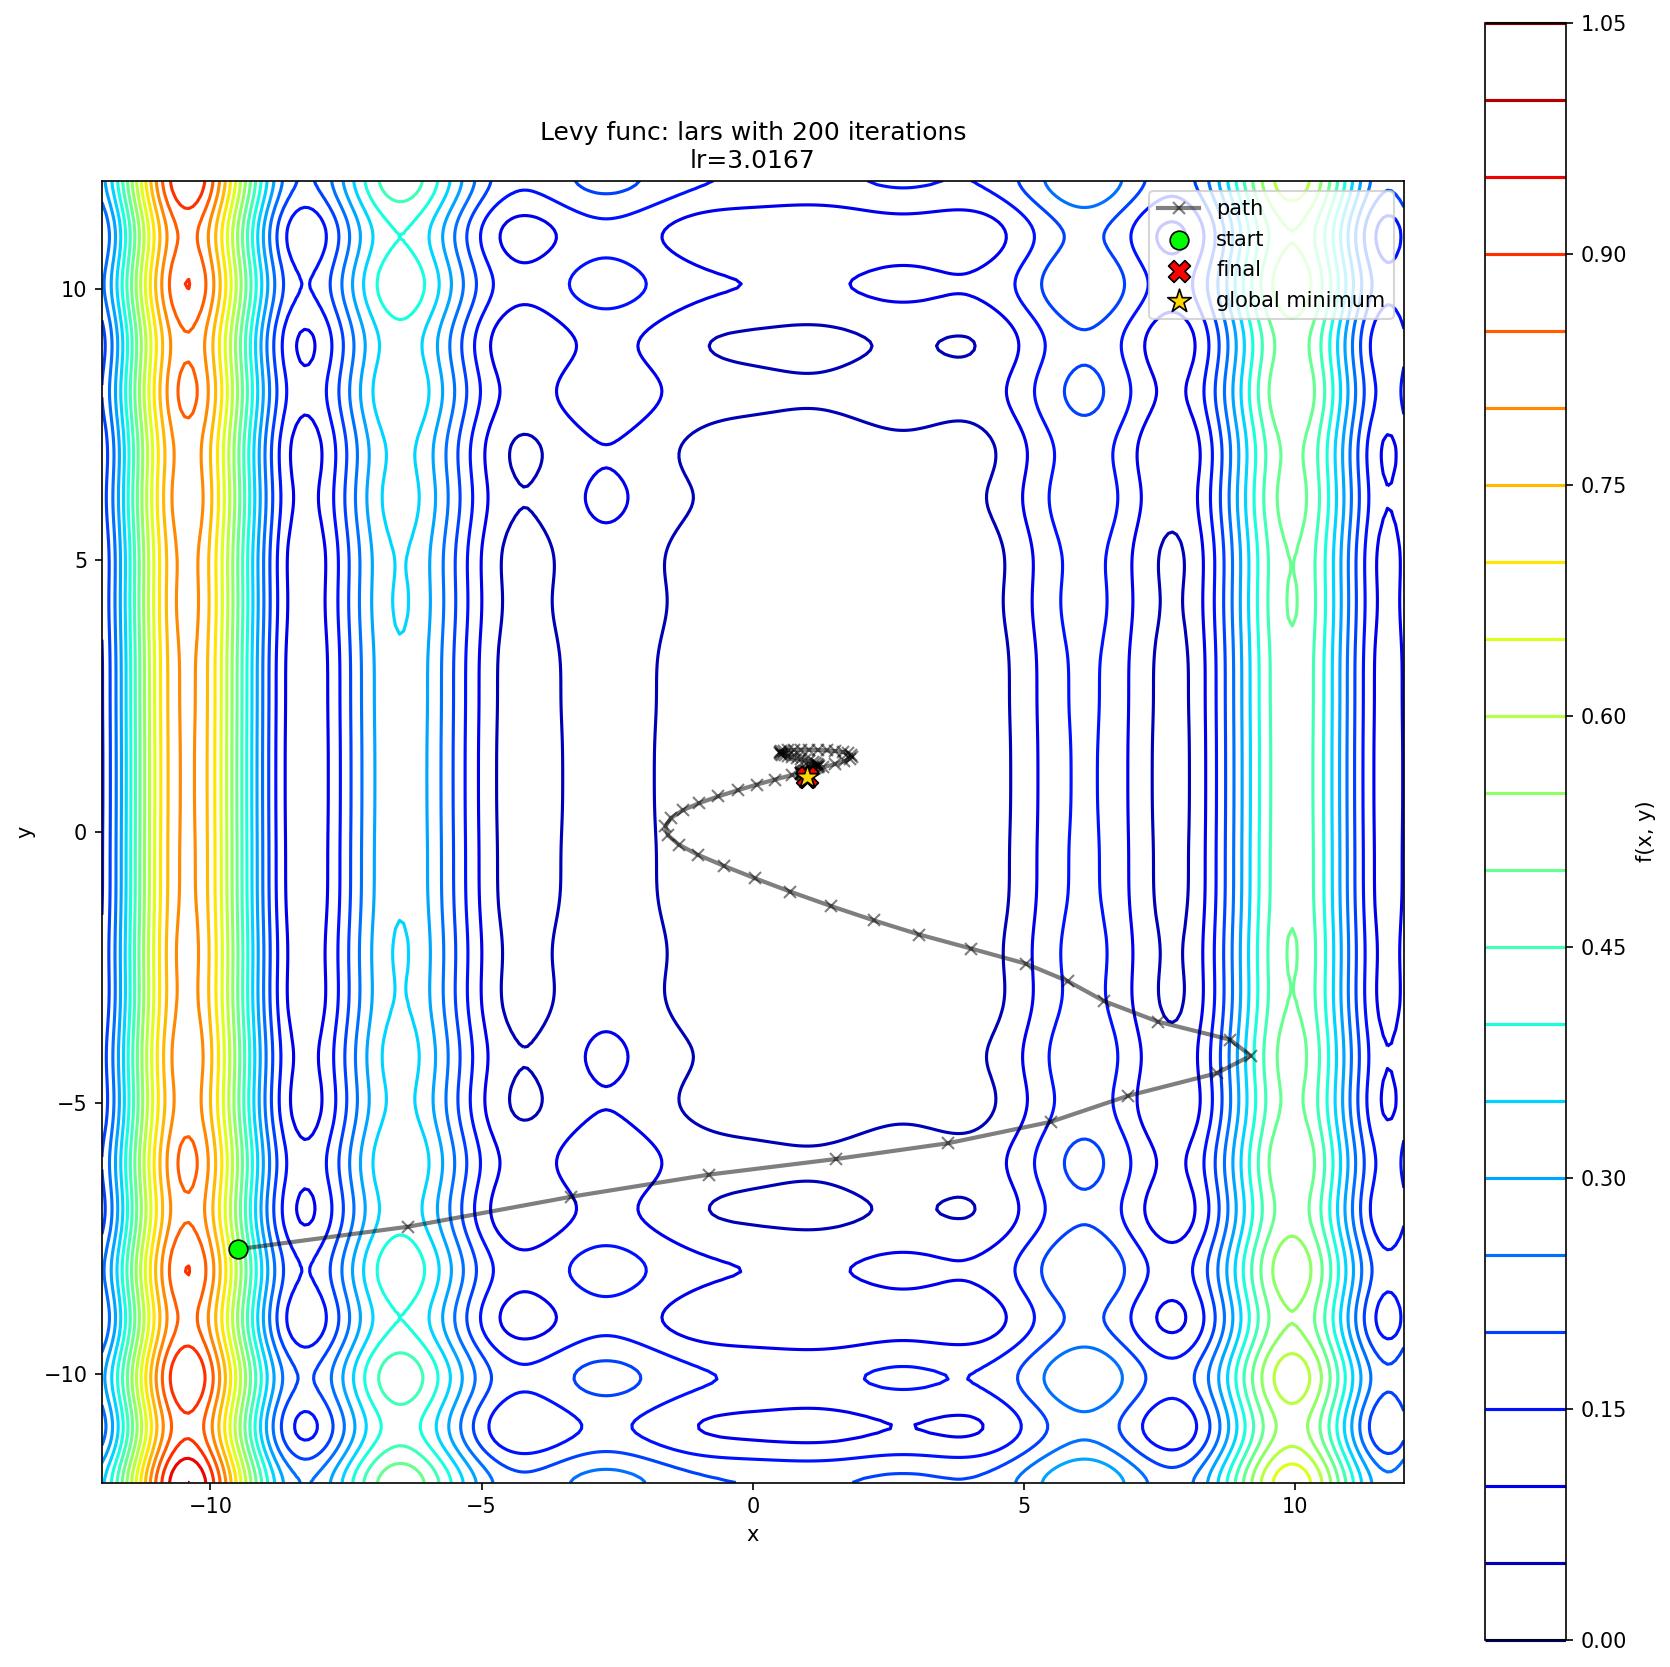 Levy func: lars with 200 iterations
lr=3.0167
path
start
final
global minimum
10
5
0
−5
−10
y
−10
−5
0
5
10
x
1.05
0.90
0.75
0.60
0.45
0.30
0.15
0.00
f(x, y)